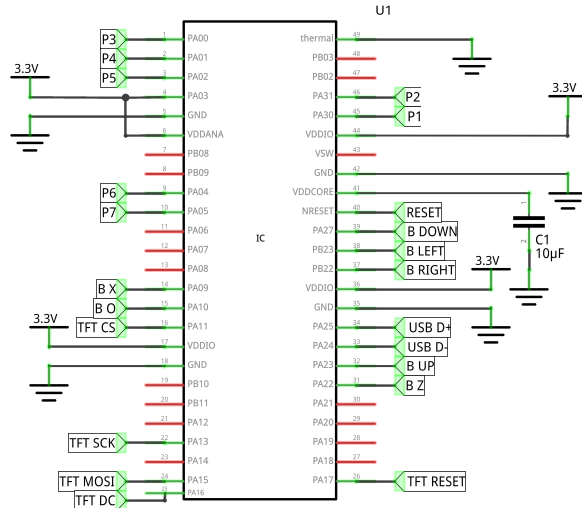 U1
P3 1 PA00
P4 2 PA01
P5 3 PA02
3.3V
4 PA03
5 GND
6 VDDANA
7 PB08
8 PB09
P6 9 PA04
P7 10 PA05
11 PA06
12 PA07
13 PA08
B X 14 PA09
B O 15 PA10
TFT CS 16 PA11
3.3V
17 VDDIO
18 GND
19 PB10
20 PB11
21 PA12
TFT SCK 22 PA13
23 PA14
TFT MOSI 24 PA15
TFT DC 25 PA16
IC
thermal 49
PB03 48
PB02 47
PA31 46 P2
PA30 45 P1
3.3V
VDDIO 44
VSW 43
GND 42
VDDCORE 41
NRESET 40 RESET
PA27 39 B DOWN
PB23 38 B LEFT
PB22 37 B RIGHT
1
2
C1
10µF
3.3V
VDDIO 36
GND 35
PA25 34 USB D+
PA24 33 USB D-
PA23 32 B UP
PA22 31 B Z
PA21 30
PA20 29
PA19 28
PA18 27
PA17 26 TFT RESET